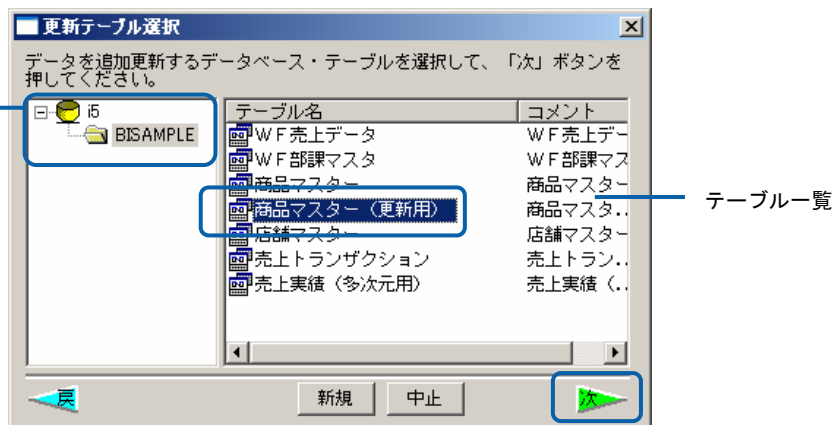 更新テーブル選択
データを追加更新するデータベース・テーブルを選択して、「次」ボタンを
押してください。
i5
BISAMPLE
テーブル名 コメント
WF売上データ WF売上デー
WF部課マスタ WF部課マス
商品マスター 商品マスター
商品マスター（更新用） 商品マスタ..
店舗マスター 店舗マスター
売上トランザクション 売上トラン..
売上実績（多次元用） 売上実績（..
テーブル一覧
戻 新規 中止 次